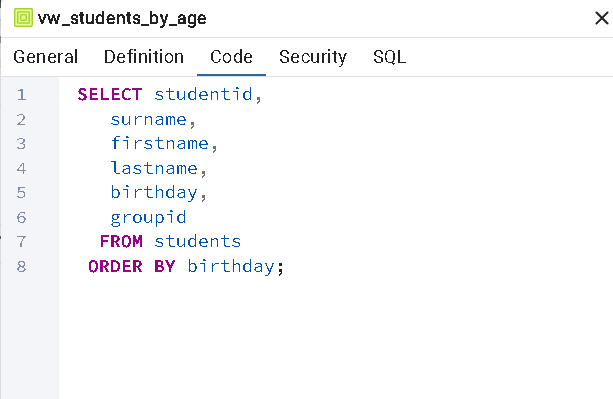 vw_students_by_age
General Definition Code Security SQL
1 SELECT studentid,
2 surname,
3 firstname,
4 lastname,
5 birthday,
6 groupid
7 FROM students
8 ORDER BY birthday;